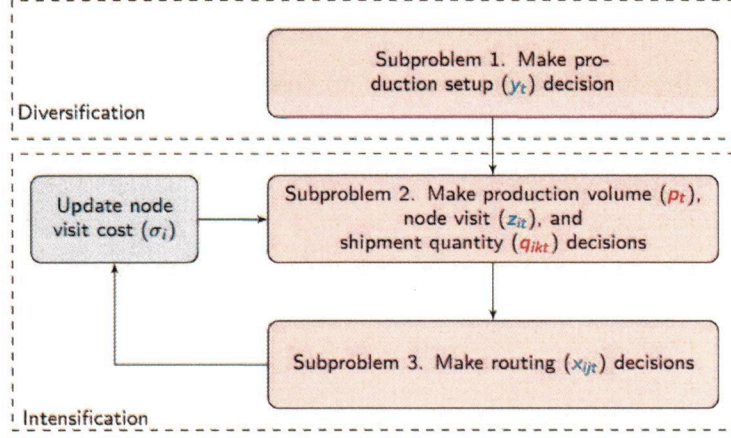 Subproblem 1. Make pro-
duction setup (yt) decision
Diversification
Update node
visit cost (σi)
Subproblem 2. Make production volume (pt),
node visit (zit), and
shipment quantity (qikt) decisions
Subproblem 3. Make routing (xijt) decisions
Intensification